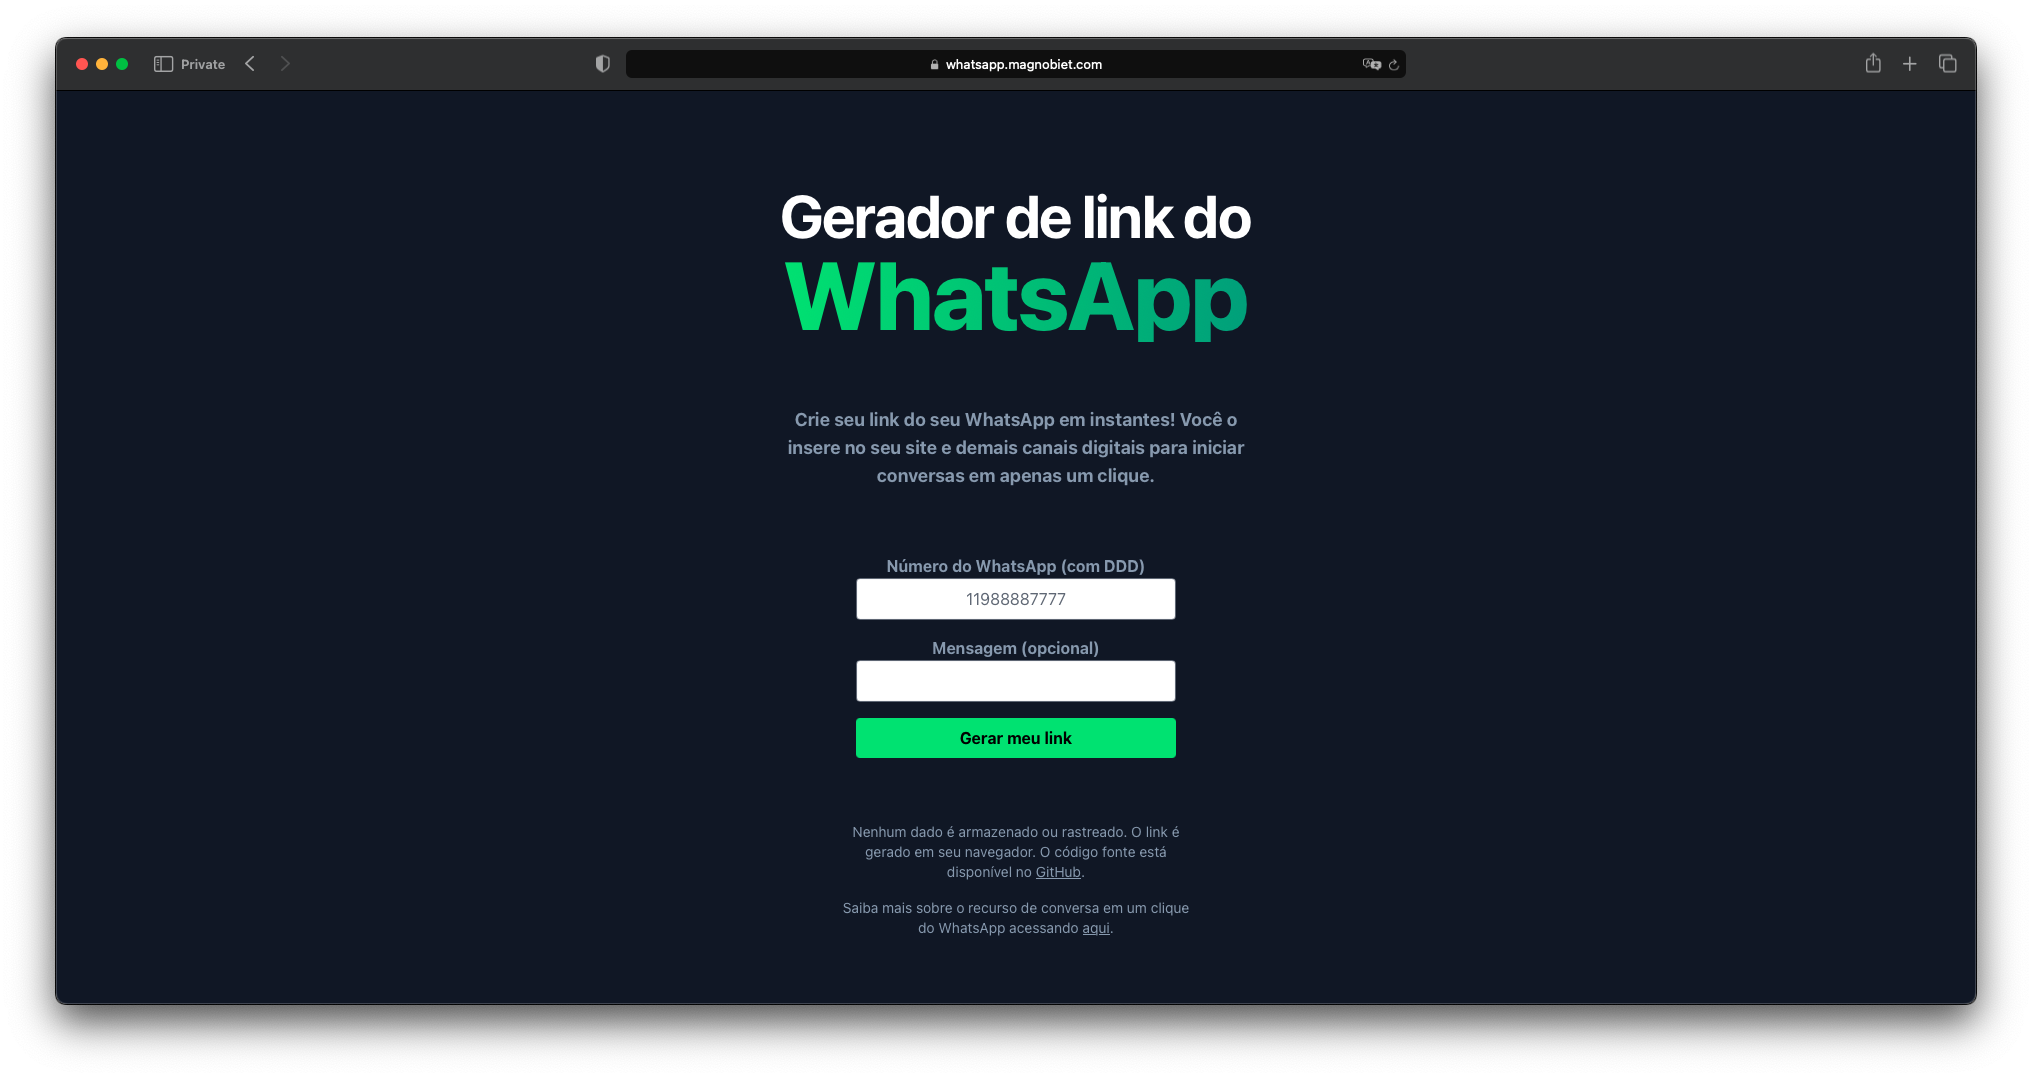 Private
whatsapp.magnobiet.com
Gerador de link do
WhatsApp
Crie seu link do seu WhatsApp em instantes! Você o
insere no seu site e demais canais digitais para iniciar
conversas em apenas um clique.
Número do WhatsApp (com DDD)
11988887777
Mensagem (opcional)
Gerar meu link
Nenhum dado é armazenado ou rastreado. O link é
gerado em seu navegador. O código fonte está
disponível no GitHub.
Saiba mais sobre o recurso de conversa em um clique
do WhatsApp acessando aqui.